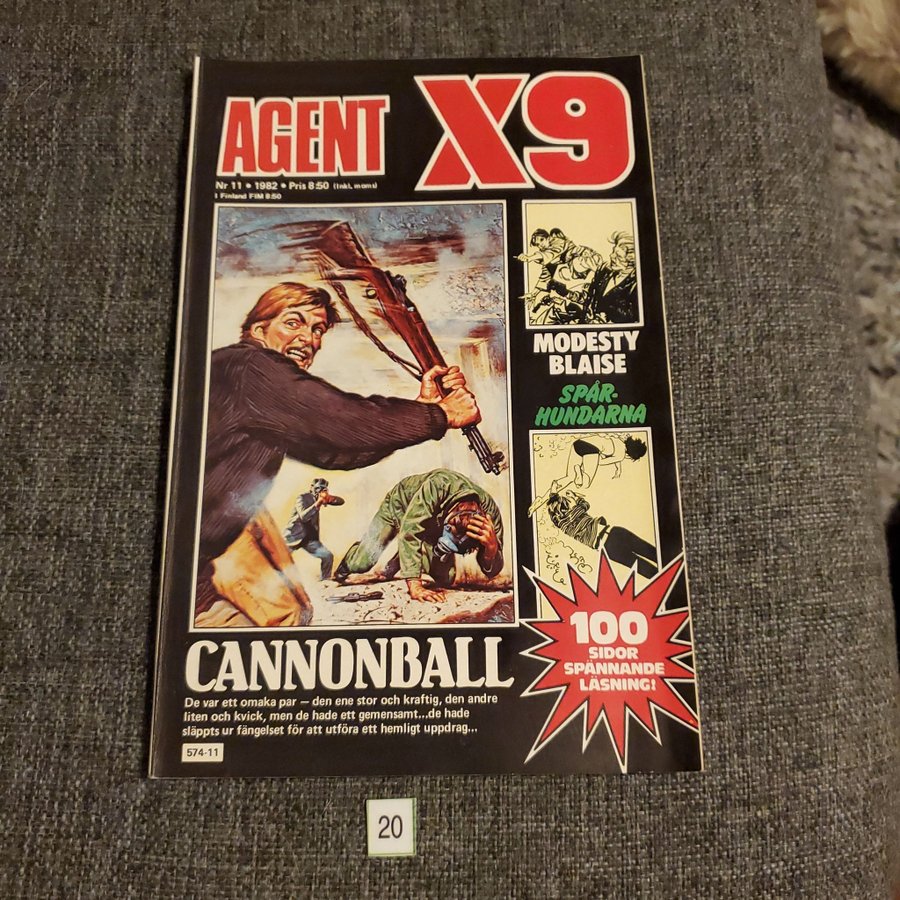 AGENT X9
Nr 11 • 1982 • Pris 8:50 (Inkl. moms)
I Finland FIM 8:50
MODESTY
BLAISE
SPÅR-
HUNDARNA
100
SIDOR
SPÄNNANDE
LÄSNING!
CANNONBALL
De var ett omaka par — den ene stor och kraftig, den andre
liten och kvick, men de hade ett gemensamt...de hade
släppts ur fängelset för att utföra ett hemligt uppdrag...
574-11
20